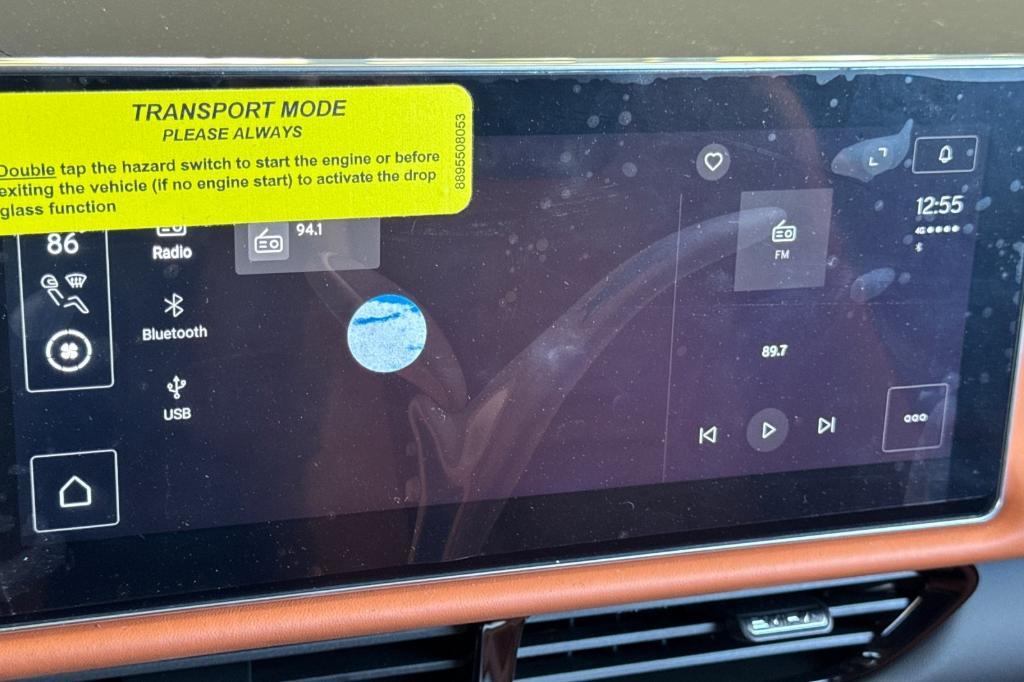 TRANSPORT MODE
PLEASE ALWAYS
Double tap the hazard switch to start the engine or before
exiting the vehicle (if no engine start) to activate the drop
glass function
8895508053
86
Radio
94.1
Bluetooth
USB
FM
12:55
4G
89.7